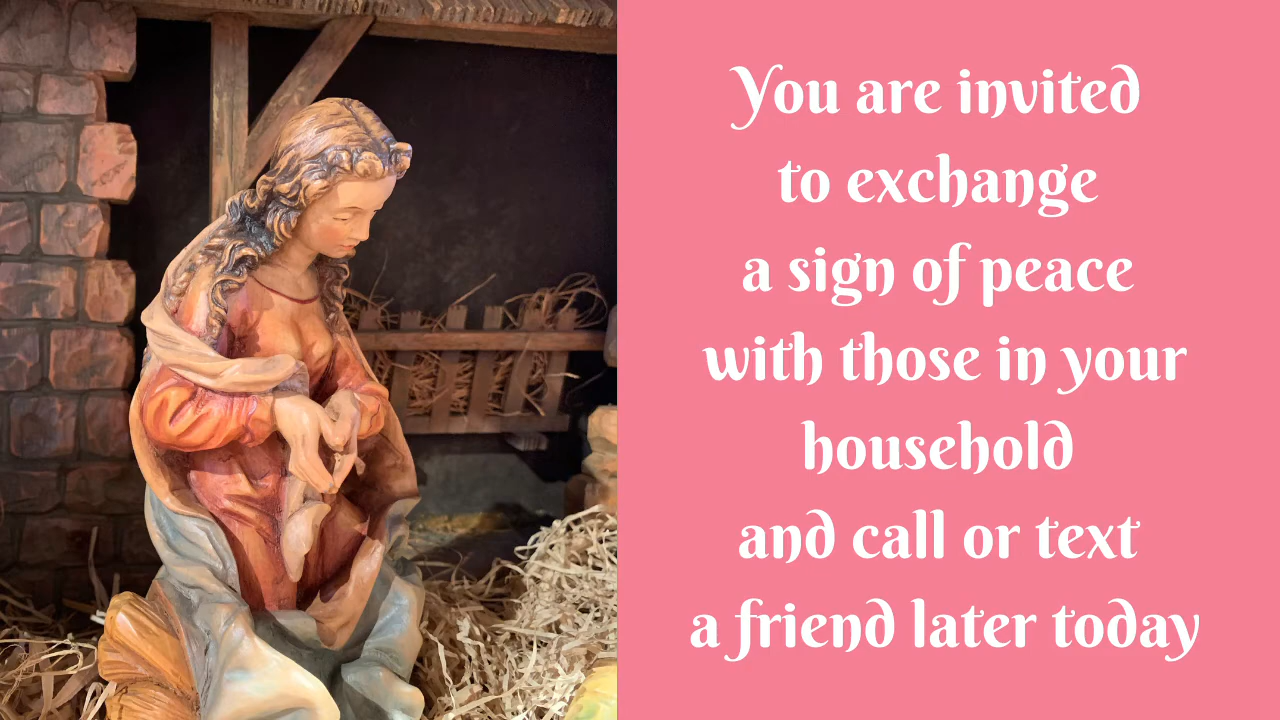 You are invited
to exchange
a sign of peace
with those in your
household
and call or text
a friend later today